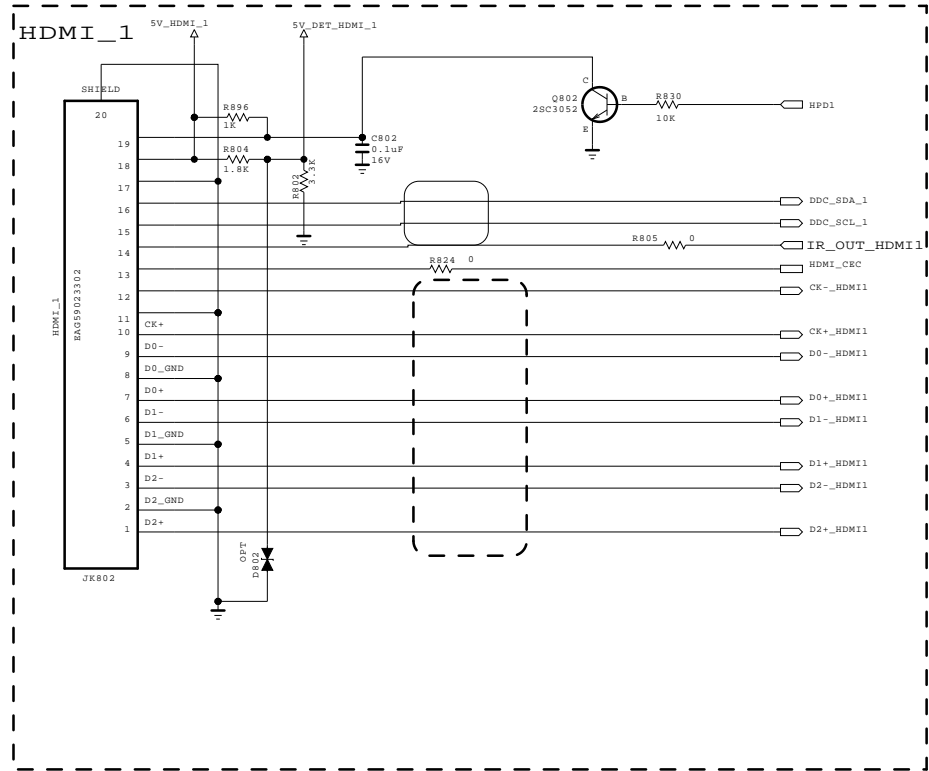 HDMI_1
5V_HDMI_1
5V_DET_HDMI_1
SHIELD
20
R896
1K
C
Q802
2SC3052
B
R830
10K
HPD1
E
19
C802
0.1uF
16V
R804
1.8K
18
R802
3.3K
17
16
DDC_SDA_1
15
DDC_SCL_1
14
R805
0
IR_OUT_HDMI1
13
R824
0
HDMI_CEC
12
CK-_HDMI1
HDMI_1
EAG59023302
11
CK+
10
CK+_HDMI1
D0-
9
D0-_HDMI1
D0_GND
8
D0+
7
D0+_HDMI1
D1-
6
D1-_HDMI1
D1_GND
5
D1+
4
D1+_HDMI1
D2-
3
D2-_HDMI1
D2_GND
2
D2+
1
D2+_HDMI1
OPT
D802
JK802